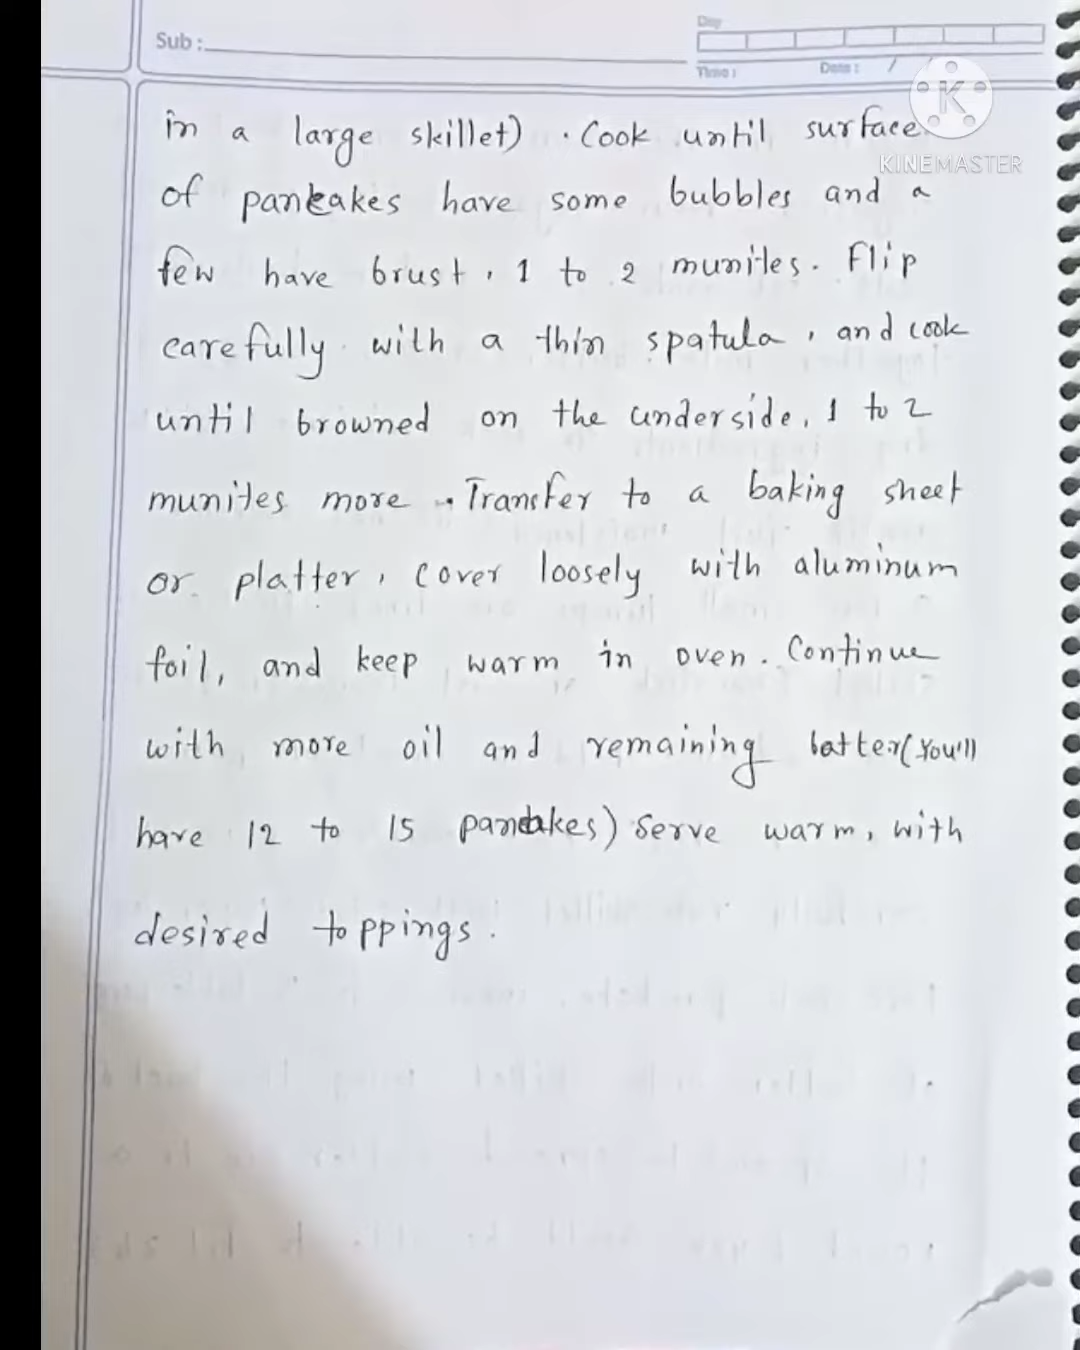 Day
Sub :
Time :
Date : / /
KINEMASTER
in a large skillet) . Cook until surface
of pancakes have some bubbles and a
few have brust, 1 to 2 munites. Flip
carefully with a thin spatula, and cook
until browned on the underside, 1 to 2
munites more. Transfer to a baking sheet
or platter, cover loosely with aluminum
foil, and keep warm in oven. Continue
with more oil and remaining batter(You'll
have 12 to 15 pancakes) Serve warm, with
desired toppings.